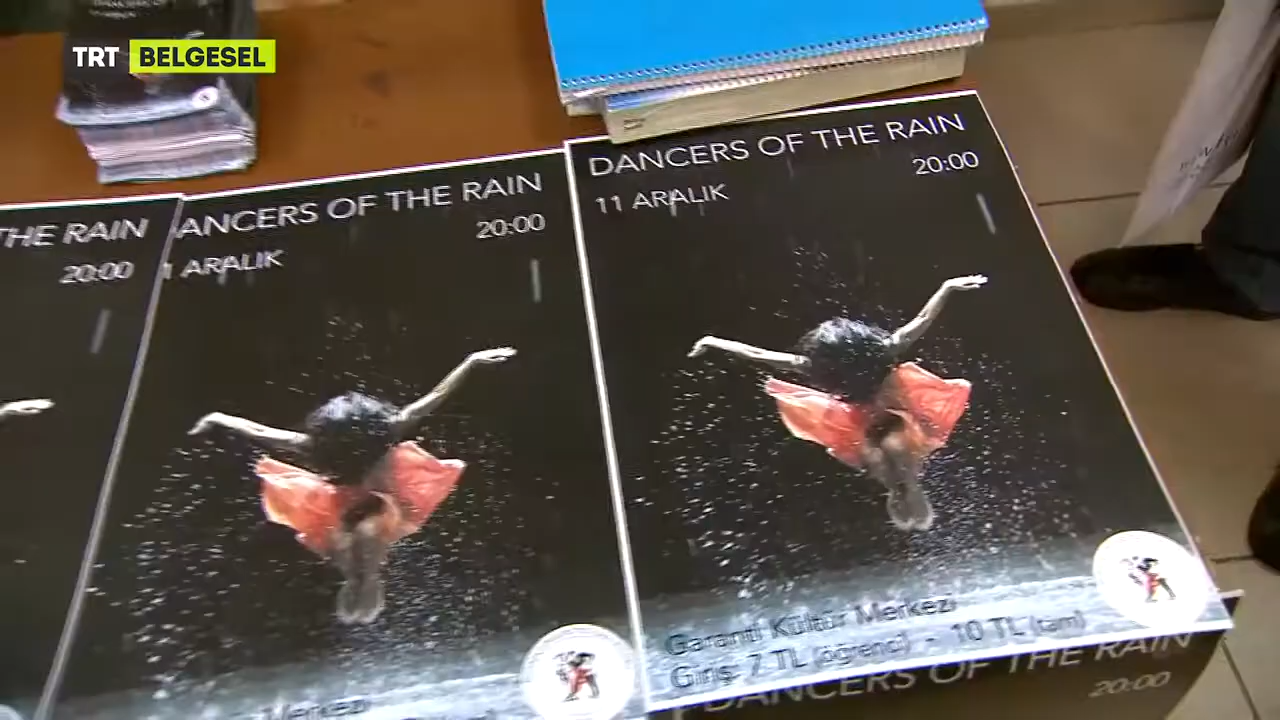 TRT BELGESEL
DANCERS OF THE RAIN
20:00
11 ARALIK
Garanti Kültür Merkezi
Giriş 7 TL (öğrenci) - 10 TL (tam)
ANCERS OF THE RAIN
20:00
1 ARALIK
Merkezi
THE RAIN
20:00
DANCERS OF THE RAIN
20:00